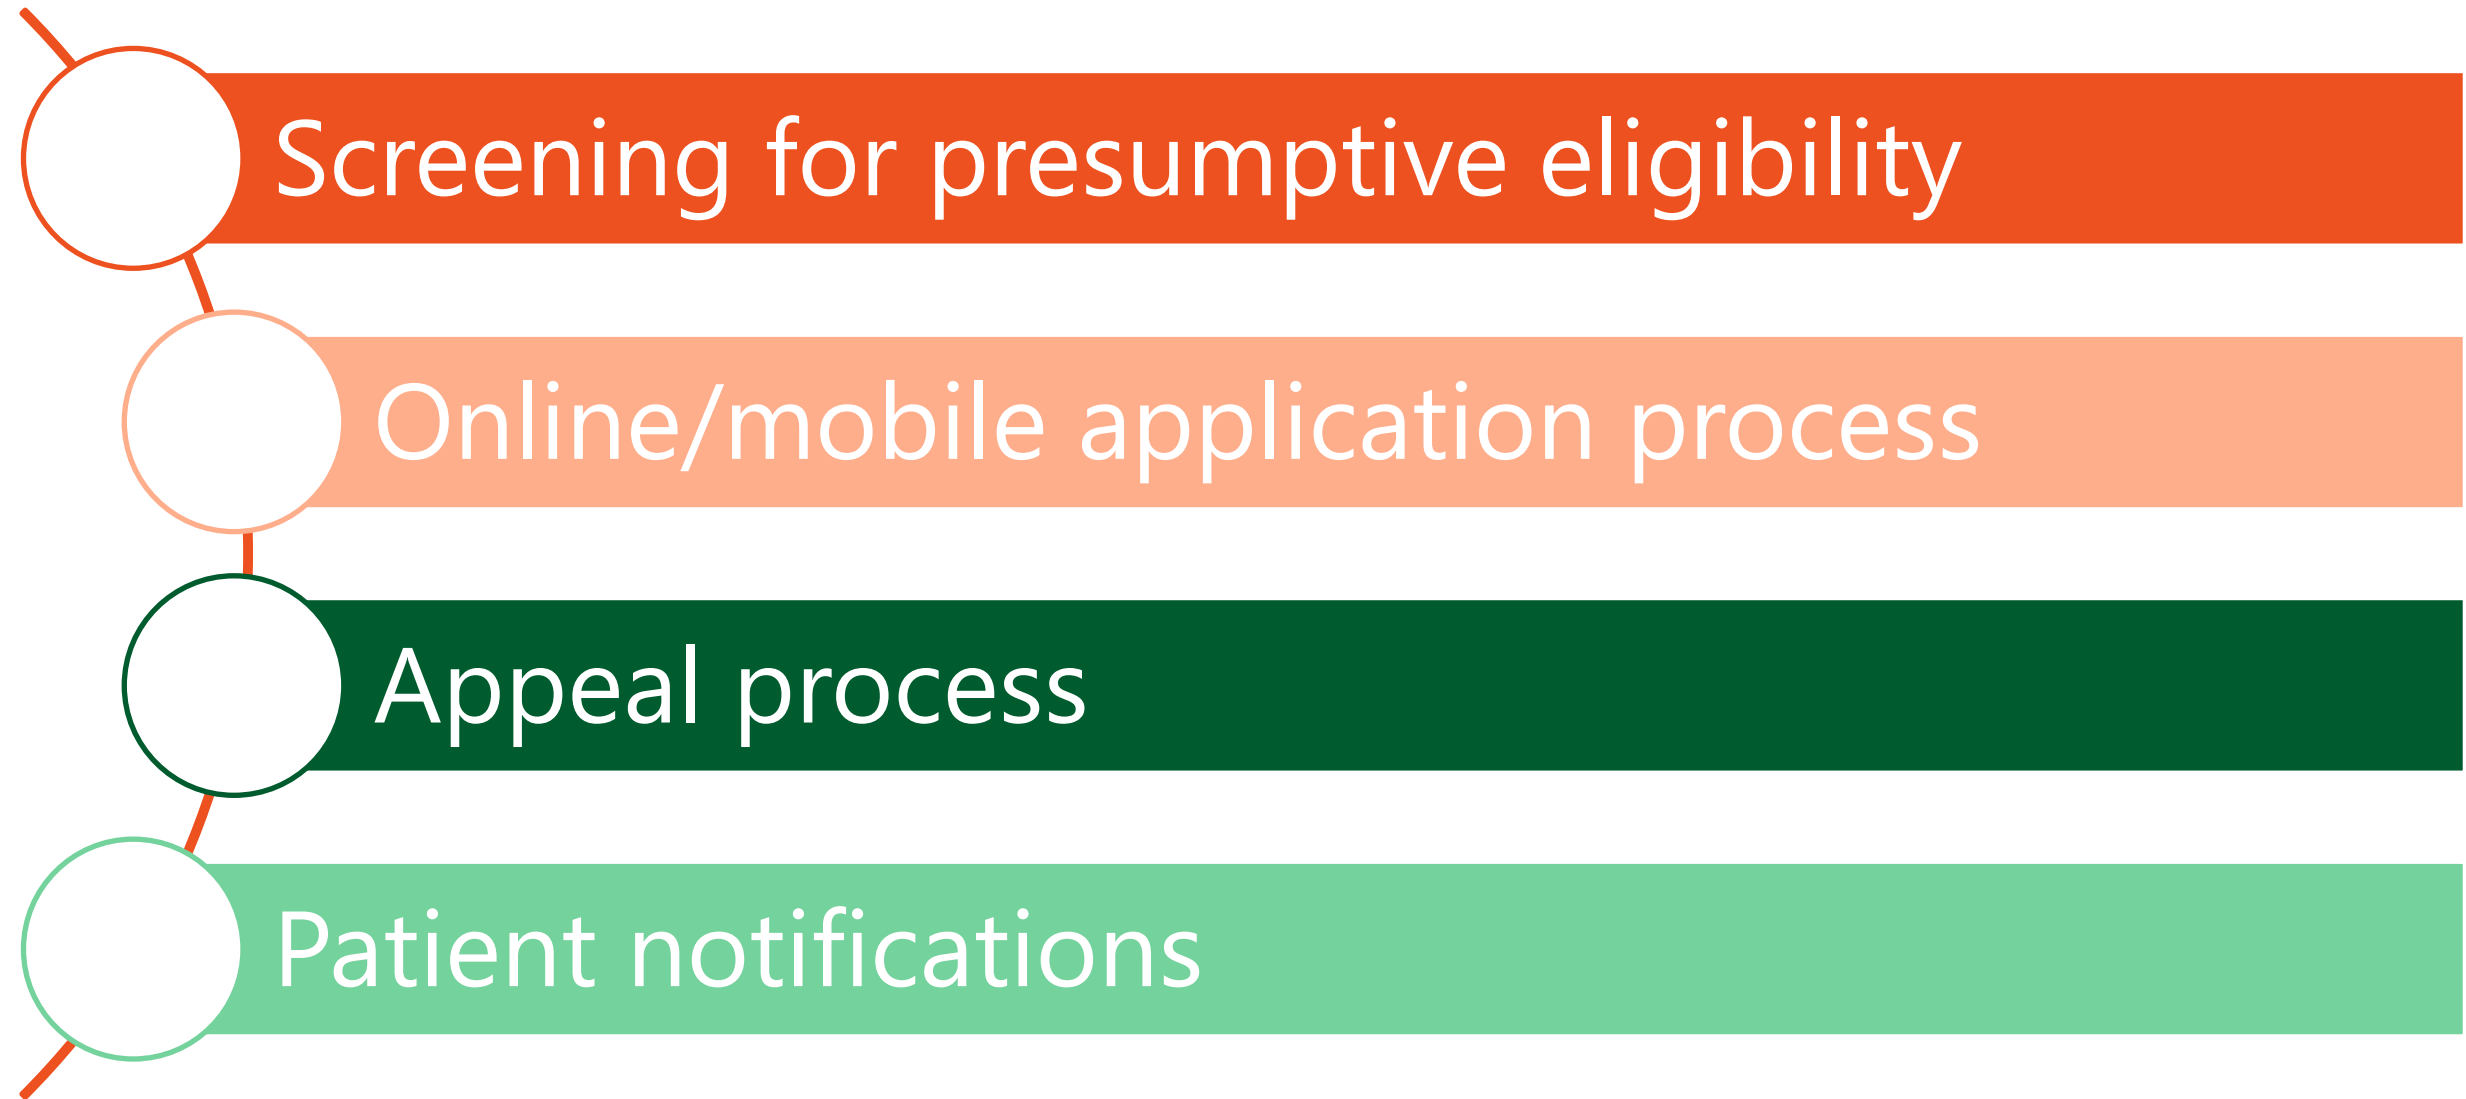 Screening for presumptive eligibility
Online/mobile application process
Appeal process
Patient notifications